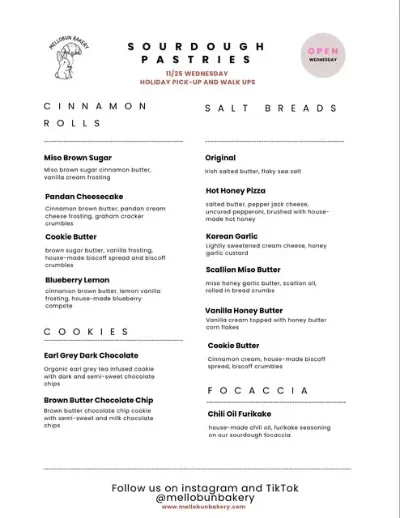 MELLOBUN BAKERY
SOURDOUGH
PASTRIES
11/25 WEDNESDAY
HOLIDAY PICK-UP AND WALK UPS
OPEN
WEDNESDAY
CINNAMON
ROLLS
Miso Brown Sugar
Miso brown sugar cinnamon butter,
vanilla cream frosting
Pandan Cheesecake
Cinnamon brown butter, pandan cream
cheese frosting, graham cracker
crumbles
Cookie Butter
brown sugar butter, vanilla frosting,
house-made biscoff spread and biscoff
crumbles
Blueberry Lemon
cinnamon brown butter, lemon vanilla
frosting, house-made blueberry
compote
COOKIES
Earl Grey Dark Chocolate
Organic earl grey tea infused cookie
with dark and semi-sweet chocolate
chips
Brown Butter Chocolate Chip
Brown butter chocolate chip cookie
with semi-sweet and milk chocolate
chips
SALT BREADS
Original
Irish salted butter, flaky sea salt
Hot Honey Pizza
salted butter, pepper jack cheese,
uncured pepperoni, brushed with house-
made hot honey
Korean Garlic
Lightly sweetened cream cheese, honey
garlic custard
Scallion Miso Butter
miso honey garlic butter, scallion oil,
rolled in bread crumbs
Vanilla Honey Butter
Vanilla cream topped with honey butter
corn flakes
Cookie Butter
Cinnamon cream, house-made biscoff
spread, biscoff crumbles
FOCACCIA
Chili Oil Furikake
house-made chili oil, furikake seasoning
on our sourdough focaccia
Follow us on instagram and TikTok
@mellobunbakery
www.mellobunbakery.com